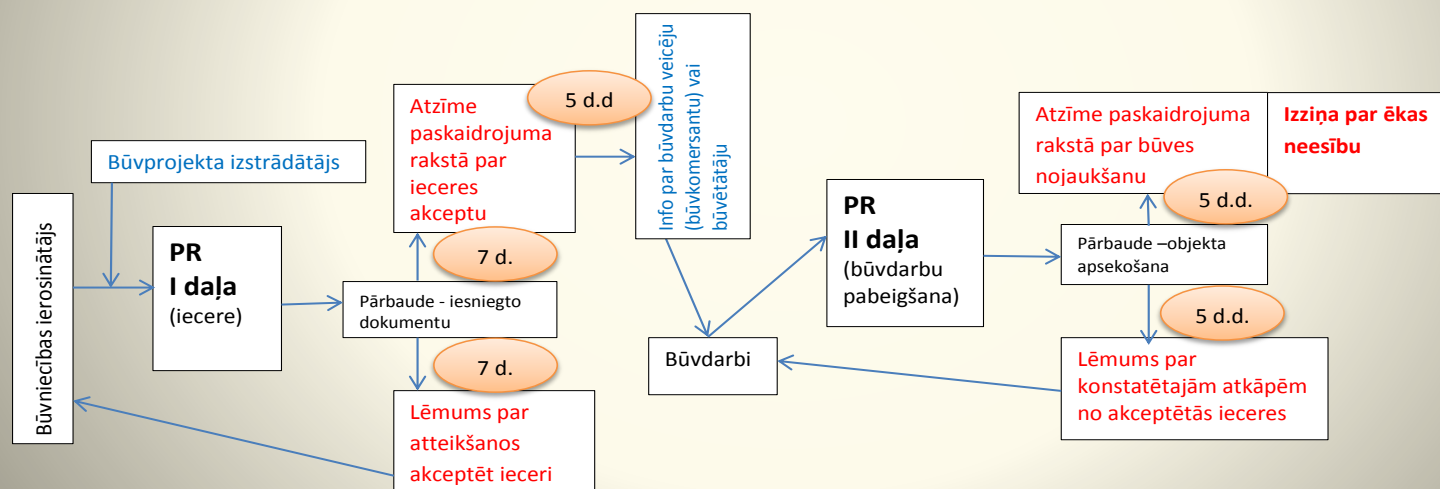 Būvniecības ierosinātājs
Būvprojekta izstrādātājs
PR
I daļa
(iecere)
Pārbaude - iesniegto
dokumentu
7 d.
Atzīme
paskaidrojuma
rakstā par
ieceres
akceptu
7 d.
Lēmums par
atteikšanos
akceptēt ieceri
5 d.d
Info par būvdarbu veicēju
(būvkomersantu) vai
būvētātāju
Būvdarbi
PR
II daļa
(būvdarbu
pabeigšana)
Pārbaude –objekta
apsekošana
5 d.d.
Atzīme paskaidrojuma
rakstā par būves
nojaukšanu
Izziņa par ēkas
neesību
5 d.d.
Lēmums par
konstatētajām atkāpēm
no akceptētās ieceres